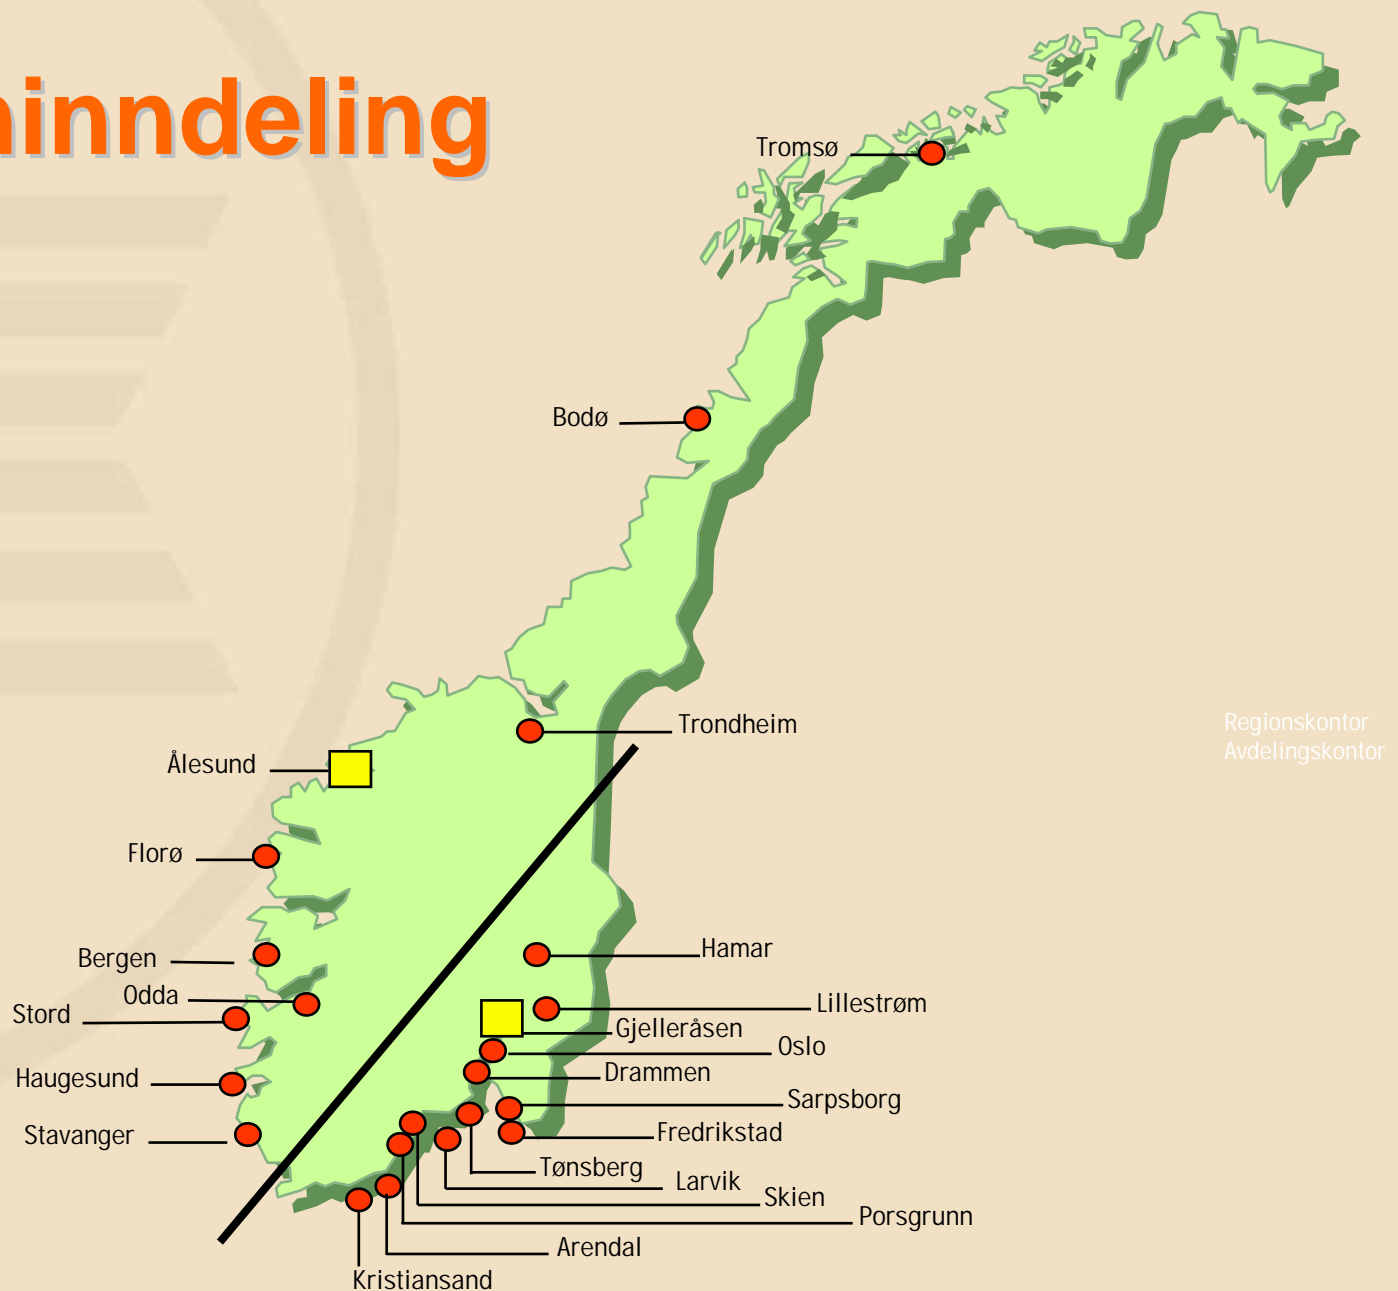 inndeling
Tromsø
Bodø
Trondheim
Regionskontor
Avdelingskontor
Ålesund
Florø
Bergen
Odda
Stord
Haugesund
Stavanger
Hamar
Lillestrøm
Gjelleråsen
Oslo
Drammen
Sarpsborg
Fredrikstad
Tønsberg
Larvik
Skien
Porsgrunn
Arendal
Kristiansand